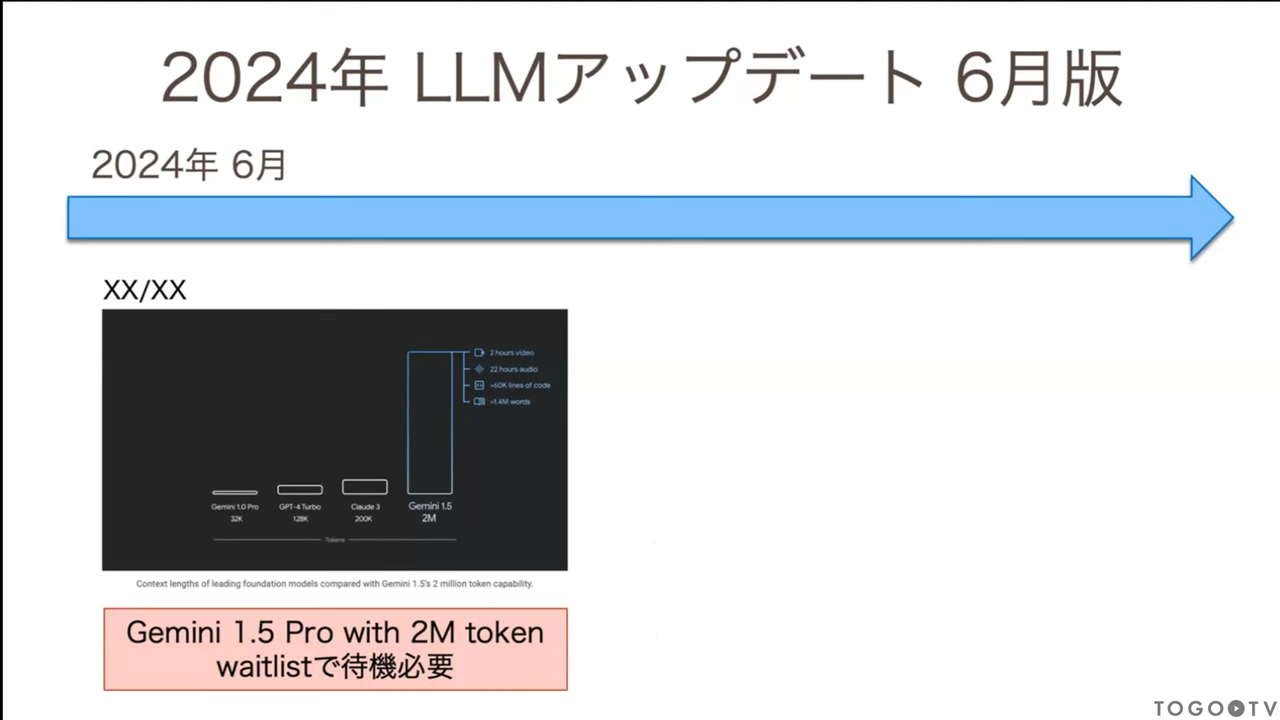 2024年 LLMアップデート 6月版
2024年 6月
XX/XX
2 hours video
22 hours audio
>60K lines of code
>1.4M words
Gemini 1.0 Pro
32K
GPT-4 Turbo
128K
Claude 3
200K
Gemini 1.5
2M
Tokens
Context lengths of leading foundation models compared with Gemini 1.5's 2 million token capability.
Gemini 1.5 Pro with 2M token
waitlistで待機必要
TOGOTV